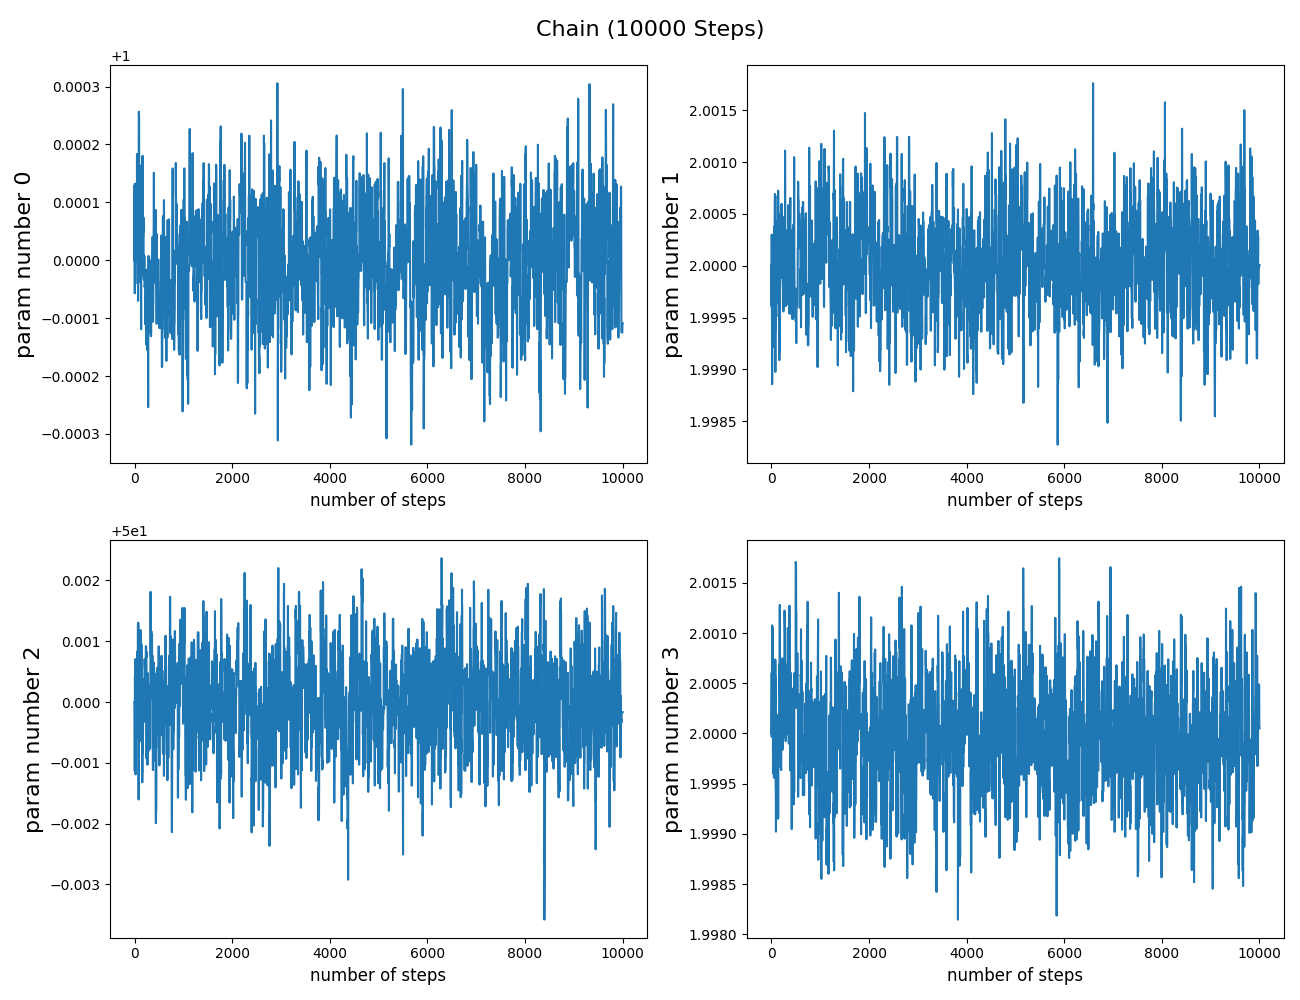 Chain (10000 Steps)
+1
0.0003
0.0002
0.0001
0.0000
−0.0001
−0.0002
−0.0003
param number 0
0 2000 4000 6000 8000 10000
number of steps
2.0015
2.0010
2.0005
2.0000
1.9995
1.9990
1.9985
param number 1
0 2000 4000 6000 8000 10000
number of steps
+5e1
0.002
0.001
0.000
−0.001
−0.002
−0.003
param number 2
0 2000 4000 6000 8000 10000
number of steps
2.0015
2.0010
2.0005
2.0000
1.9995
1.9990
1.9985
1.9980
param number 3
0 2000 4000 6000 8000 10000
number of steps